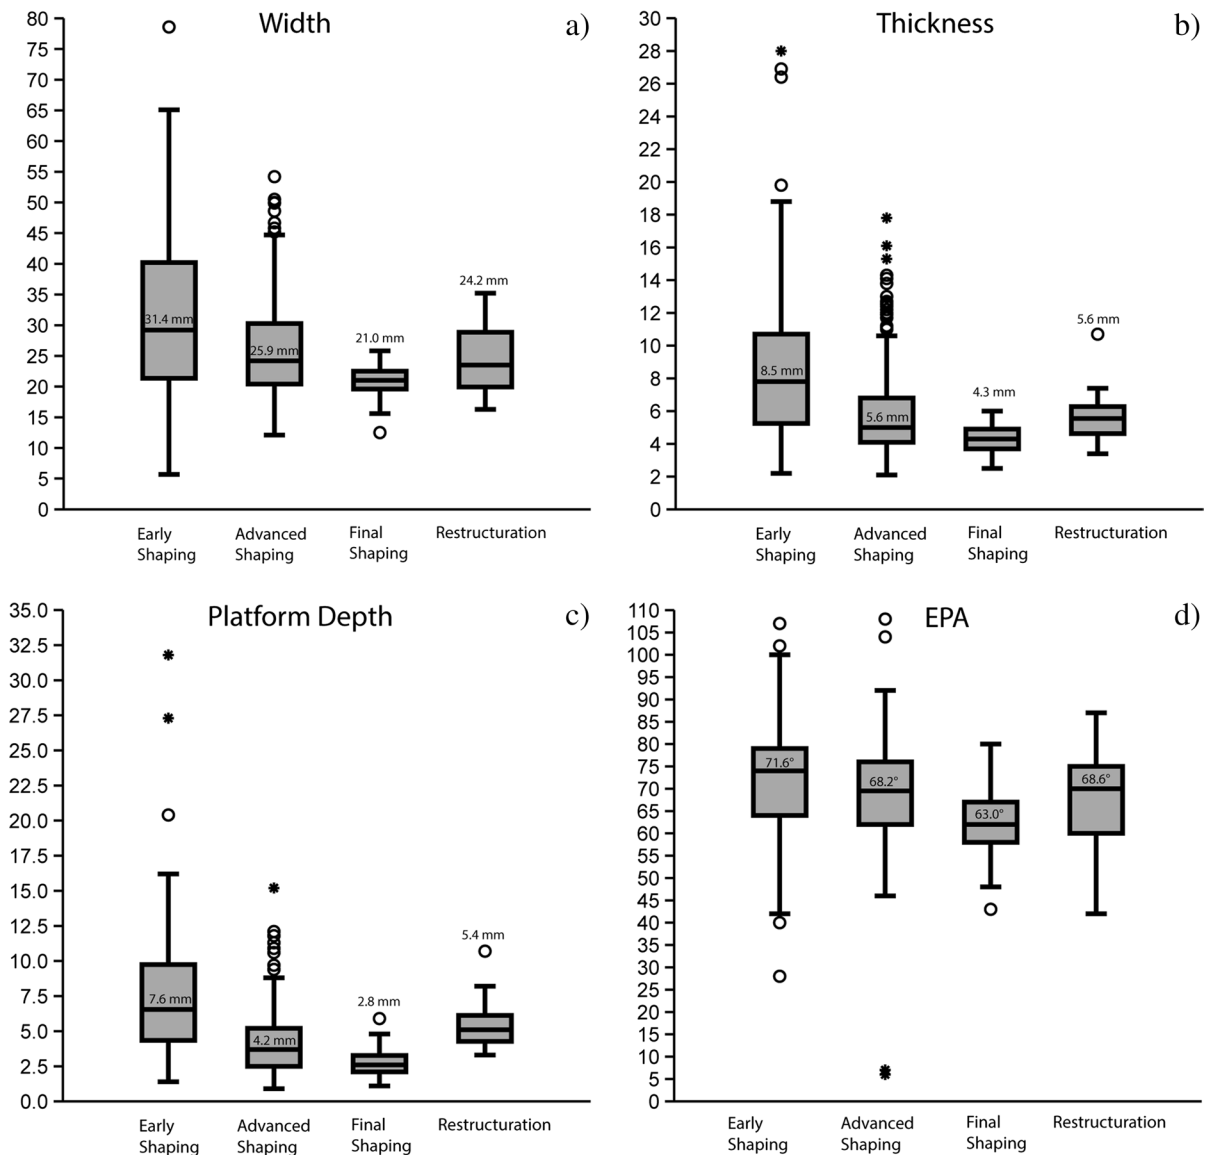 Width
a)
80
75
70
65
60
55
50
45
40
35
30
25
20
15
10
5
0
31.4 mm
25.9 mm
21.0 mm
24.2 mm
Early
Shaping
Advanced
Shaping
Final
Shaping
Restructuration
Thickness
b)
30
28
26
24
22
20
18
16
14
12
10
8
6
4
2
0
8.5 mm
5.6 mm
4.3 mm
5.6 mm
Early
Shaping
Advanced
Shaping
Final
Shaping
Restructuration
Platform Depth
c)
35.0
32.5
30.0
27.5
25.0
22.5
20.0
17.5
15.0
12.5
10.0
7.5
5.0
2.5
0.0
7.6 mm
4.2 mm
2.8 mm
5.4 mm
Early
Shaping
Advanced
Shaping
Final
Shaping
Restructuration
EPA
d)
110
105
100
95
90
85
80
75
70
65
60
55
50
45
40
35
30
25
20
15
10
5
0
71.6°
68.2°
63.0°
68.6°
Early
Shaping
Advanced
Shaping
Final
Shaping
Restructuration